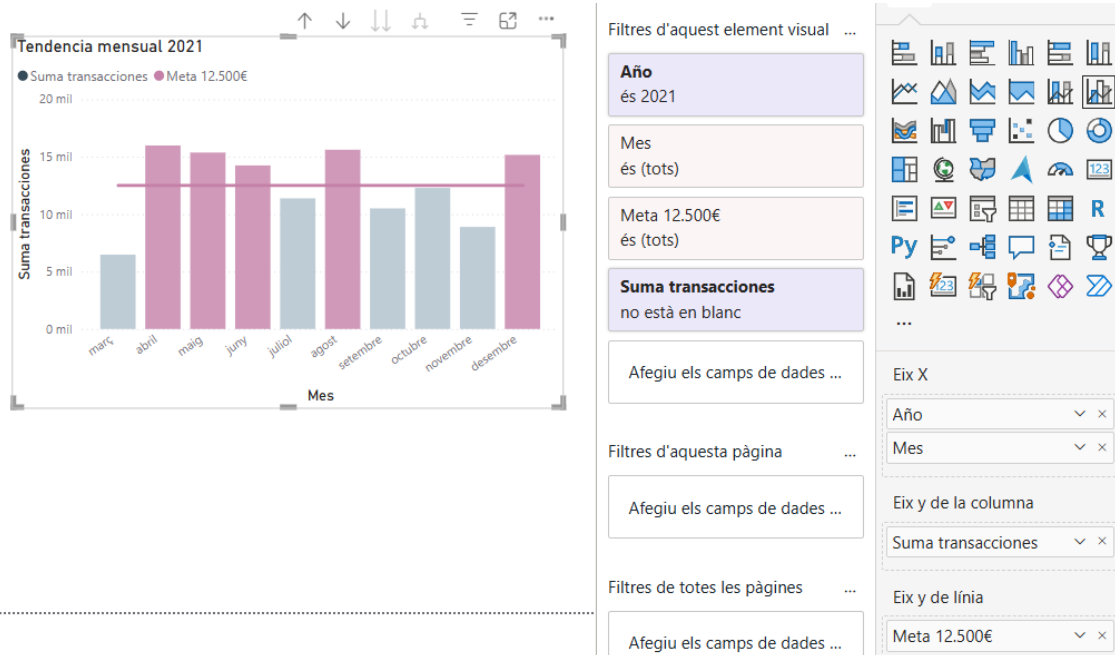 Tendencia mensual 2021
Suma transacciones Meta 12.500€
20 mil
15 mil
10 mil
5 mil
0 mil
Suma transacciones
març abril maig juny juliol agost setembre octubre novembre desembre
Mes
Filtres d'aquest element visual ...
Año
és 2021
Mes
és (tots)
Meta 12.500€
és (tots)
Suma transacciones
no està en blanc
Afegiu els camps de dades ...
Filtres d'aquesta pàgina ...
Afegiu els camps de dades ...
Filtres de totes les pàgines ...
Afegiu els camps de dades ...
123
R
Py
123
...
Eix X
Año
Mes
Eix y de la columna
Suma transacciones
Eix y de línia
Meta 12.500€